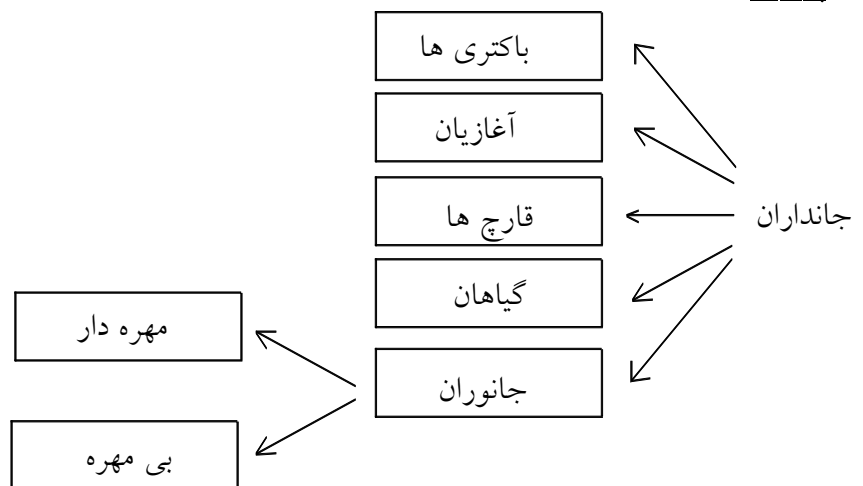 جانداران
باکتری ها
آغازیان
قارچ ها
گیاهان
جانوران
مهره دار
بی مهره